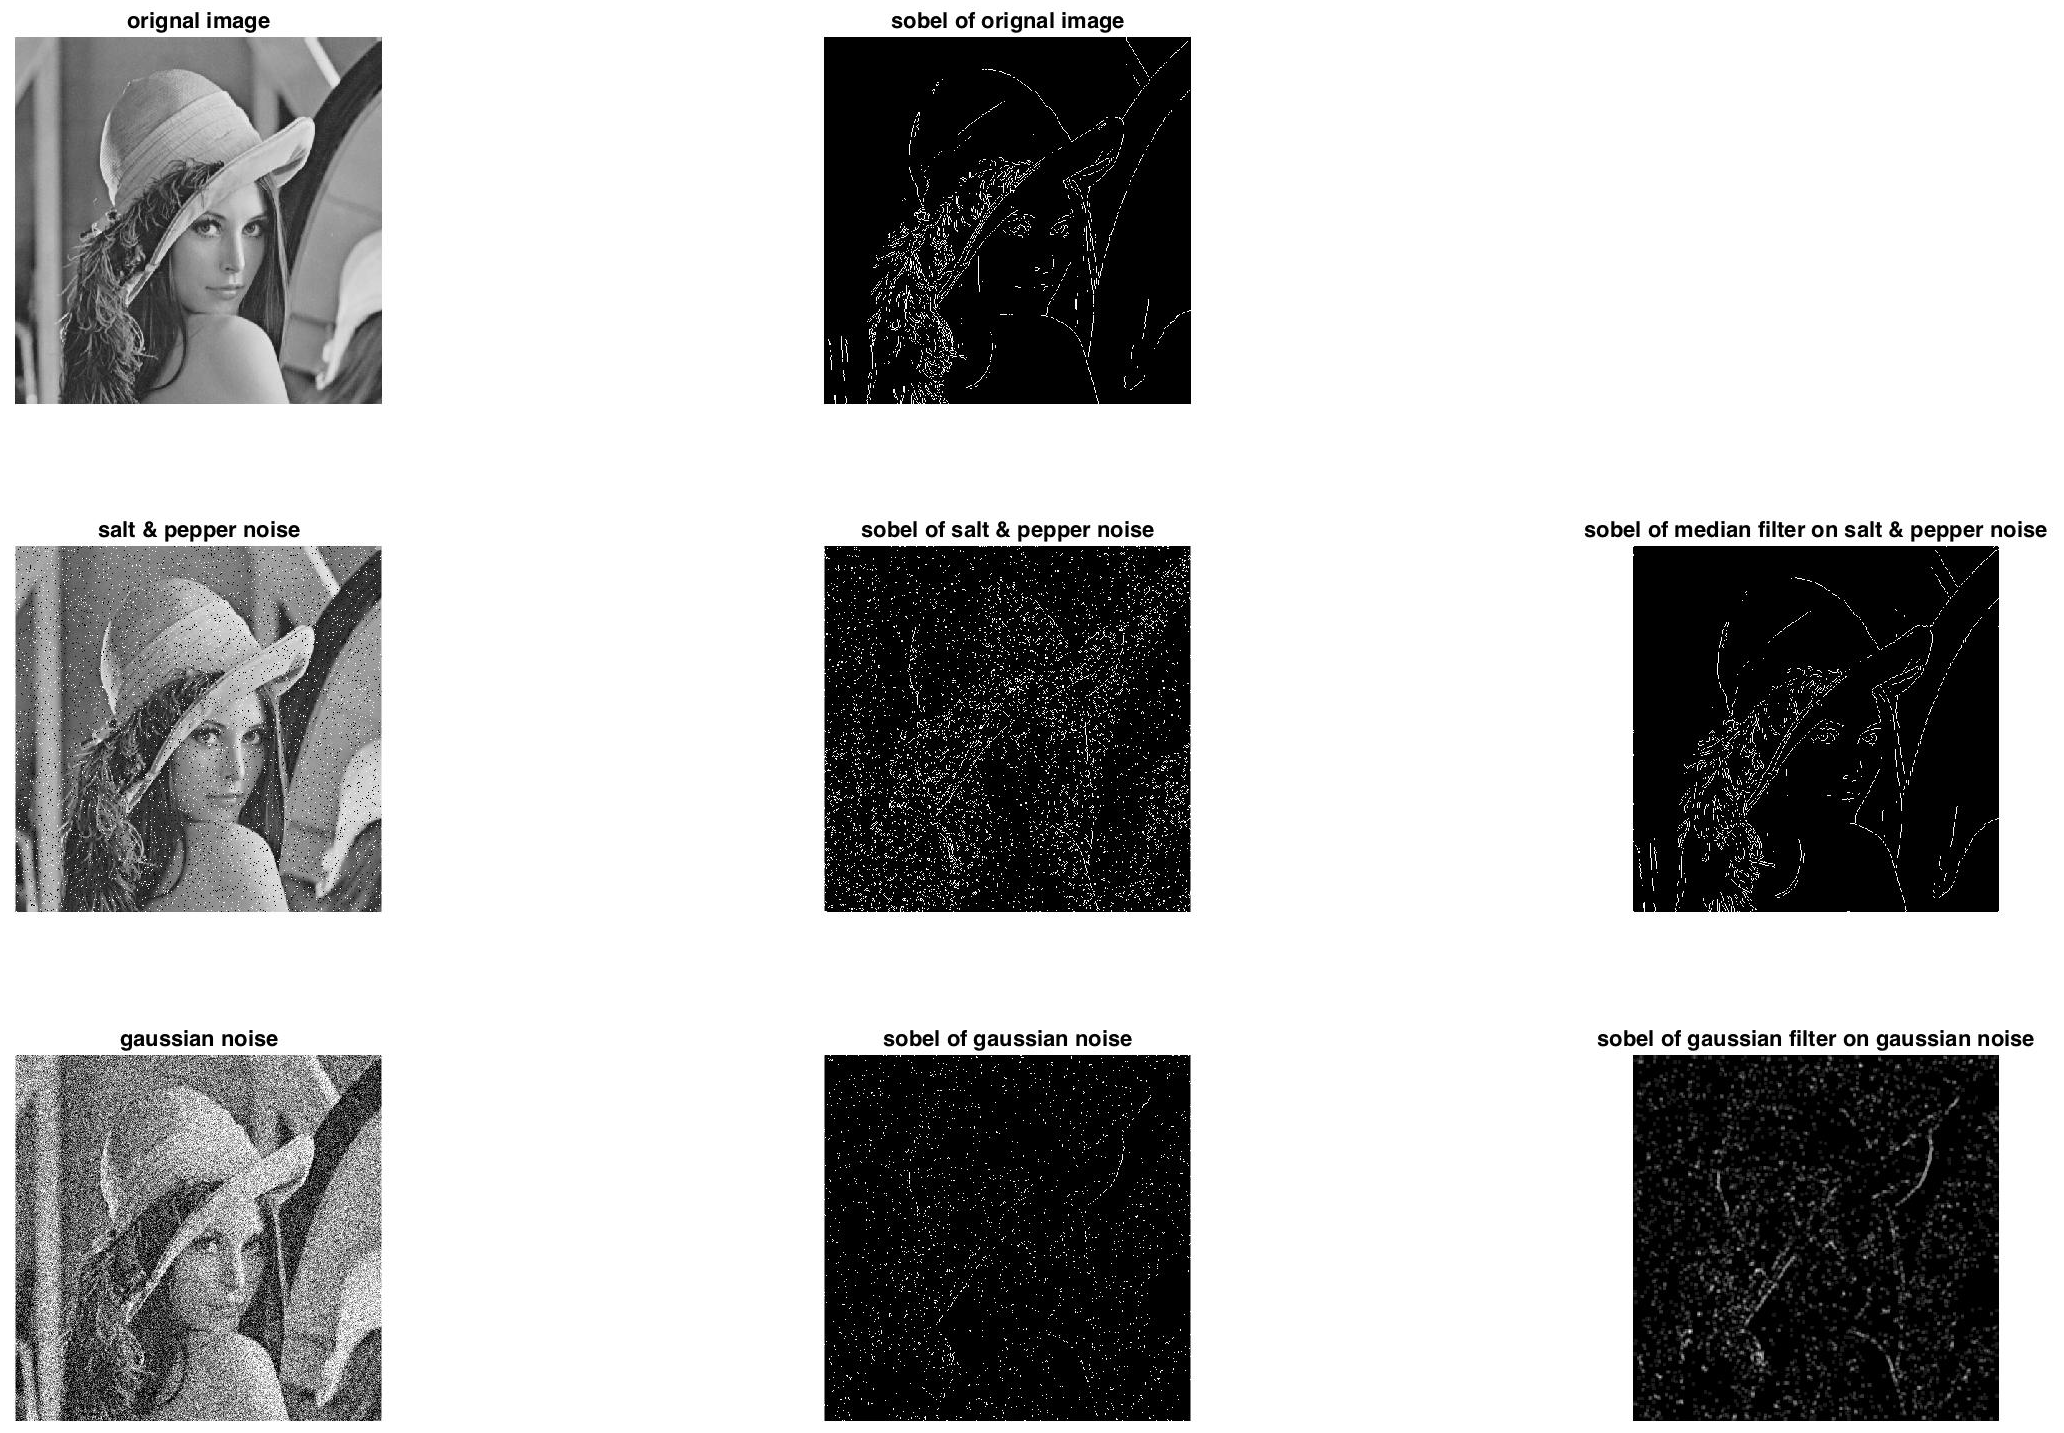 orignal image
sobel of orignal image
salt & pepper noise
sobel of salt & pepper noise
sobel of median filter on salt & pepper noise
gaussian noise
sobel of gaussian noise
sobel of gaussian filter on gaussian noise